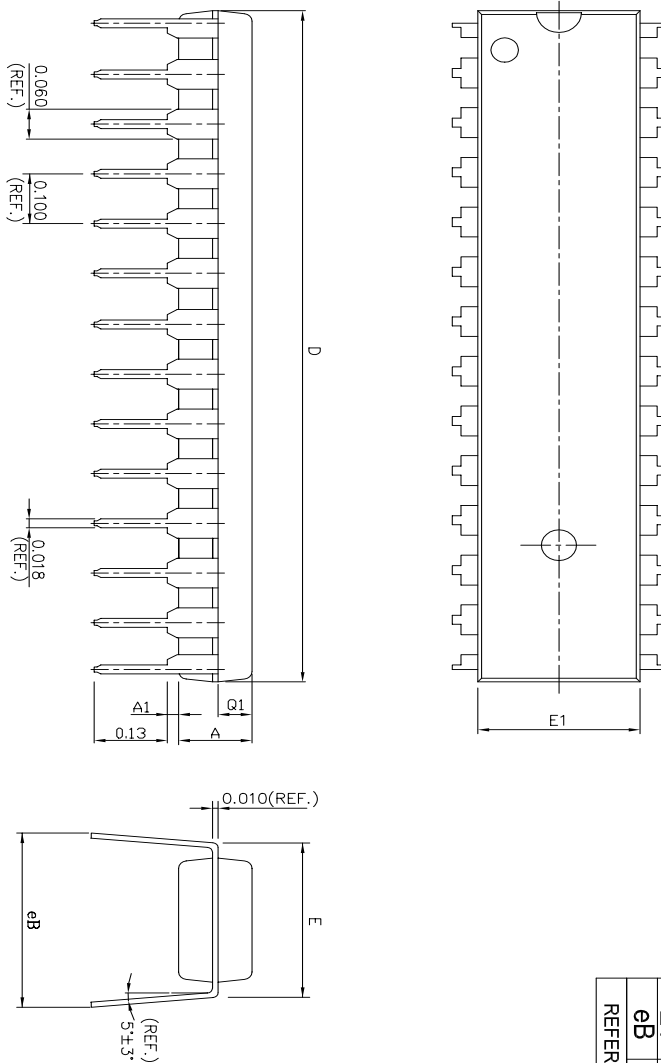 0.060
(REF.)
0.100
(REF.)
D
0.018
(REF.)
A1
Q1
0.13
A
E1
0.010(REF.)
E
eB
(REF.)
5°±3°
eB
REFER